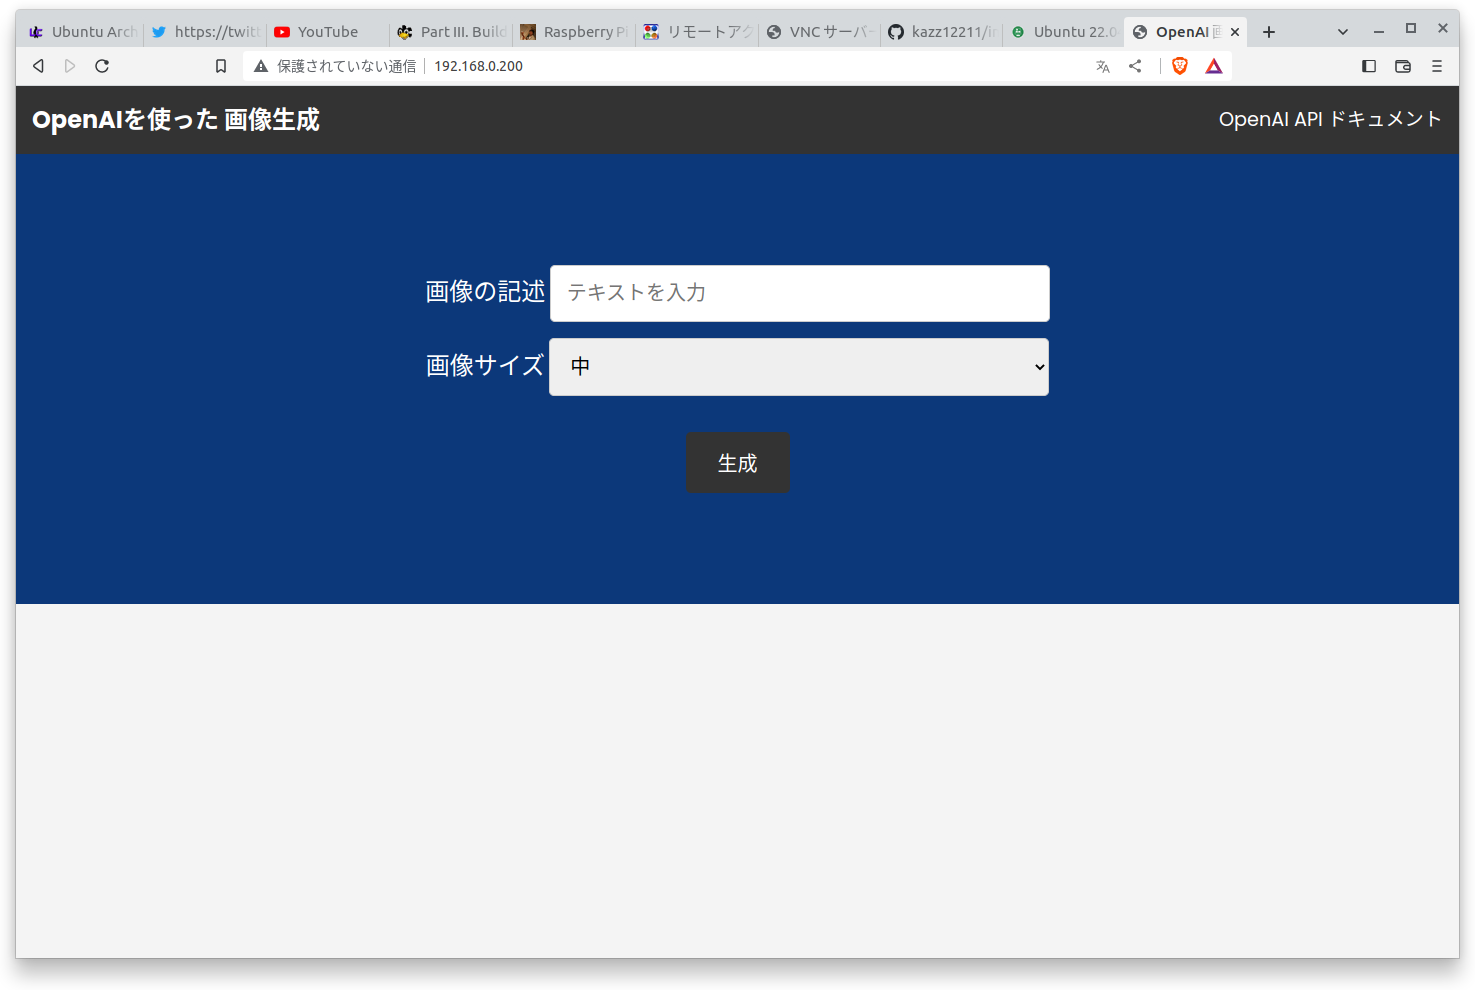 Ubuntu Arch
https://twitt
YouTube
Part III. Build
Raspberry Pi
リモートアク
VNC サーバー
kazz12211/
Ubuntu 22.0
OpenAI 画
保護されていない通信
192.168.0.200
OpenAIを使った 画像生成
OpenAI API ドキュメント
画像の記述
テキストを入力
画像サイズ
中
生成